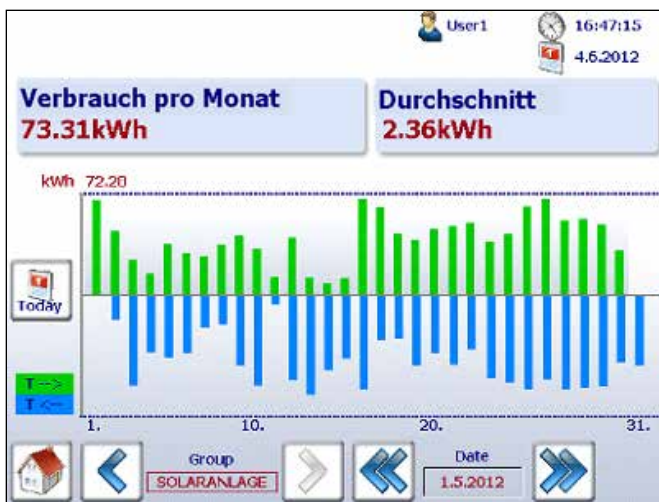 User1
16:47:15
4.6.2012
Verbrauch pro Monat
73.31kWh
Durchschnitt
2.36kWh
kWh 72.20
Today
T -->
T <--
1. 10. 20. 31.
Group
SOLARANLAGE
Date
1.5.2012